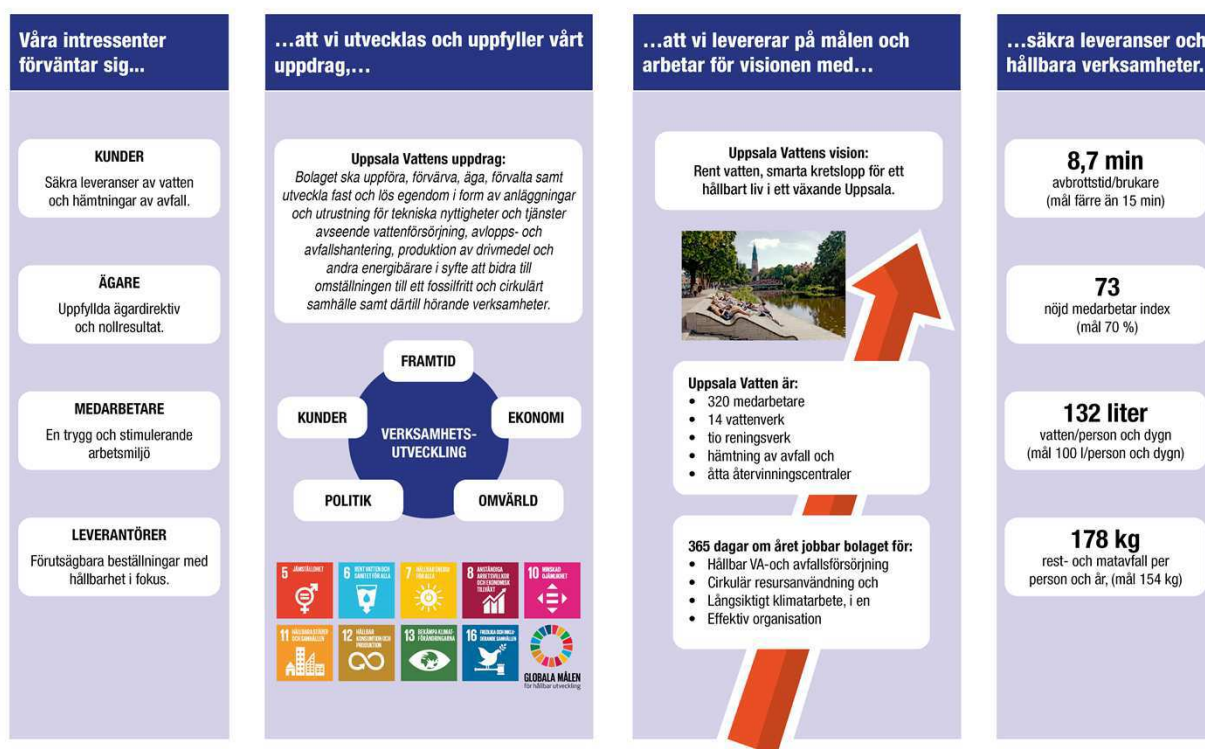 Våra intressenter
förväntar sig...
KUNDER
Säkra leveranser av vatten
och hämtningar av avfall.
ÄGARE
Uppfyllda ägardirektiv
och nollresultat.
MEDARBETARE
En trygg och stimulerande
arbetsmiljö
LEVERANTÖRER
Förutsägbara beställningar med
hållbarhet i fokus.
…att vi utvecklas och uppfyller vårt
uppdrag,…
Uppsala Vattens uppdrag:
Bolaget ska uppföra, förvärva, äga, förvalta samt
utveckla fast och lös egendom i form av anläggningar
och utrustning för tekniska nyttigheter och tjänster
avseende vattenförsörjning, avlopps- och
avfallshantering, produktion av drivmedel och
andra energibärare i syfte att bidra till
omställningen till ett fossilfritt och cirkulärt
samhälle samt därtill hörande verksamheter.
FRAMTID
KUNDER
EKONOMI
VERKSAMHETS-
UTVECKLING
POLITIK
OMVÄRLD
5 JÄMSTÄLLDHET
6 RENT VATTEN OCH
SANITET FÖR ALLA
7 HÅLLBAR ENERGI
FÖR ALLA
8 ANSTÄNDIGA
ARBETSVILLKOR
OCH EKONOMISK
TILLVÄXT
10 MINSKAD
OJÄMLIKHET
11 HÅLLBARA STÄDER
OCH SAMHÄLLEN
12 HÅLLBAR
KONSUMTION OCH
PRODUKTION
13 BEKÄMPA KLIMAT-
FÖRÄNDRINGARNA
16 FREDLIGA OCH INKLU-
DERANDE SAMHÄLLEN
GLOBALA MÅLEN
för hållbar utveckling
…att vi levererar på målen och
arbetar för visionen med…
Uppsala Vattens vision:
Rent vatten, smarta kretslopp för ett
hållbart liv i ett växande Uppsala.
Uppsala Vatten är:
• 320 medarbetare
• 14 vattenverk
• tio reningsverk
• hämtning av avfall och
• åtta återvinningscentraler
365 dagar om året jobbar bolaget för:
• Hållbar VA-och avfallsförsörjning
• Cirkulär resursanvändning och
• Långsiktigt klimatarbete, i en
• Effektiv organisation
…säkra leveranser och
hållbara verksamheter.
8,7 min
avbrottstid/brukare
(mål färre än 15 min)
73
nöjd medarbetar index
(mål 70 %)
132 liter
vatten/person och dygn
(mål 100 l/person och dygn)
178 kg
rest- och matavfall per
person och år, (mål 154 kg)